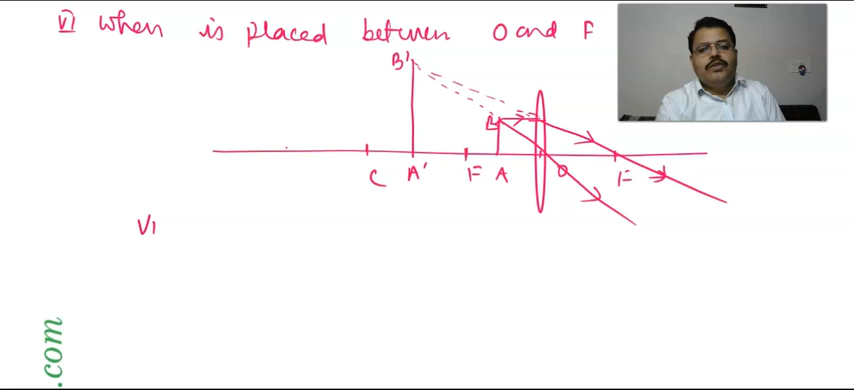 vi) when is placed between O and F
B'
B
C A' F A O F
VI
.com